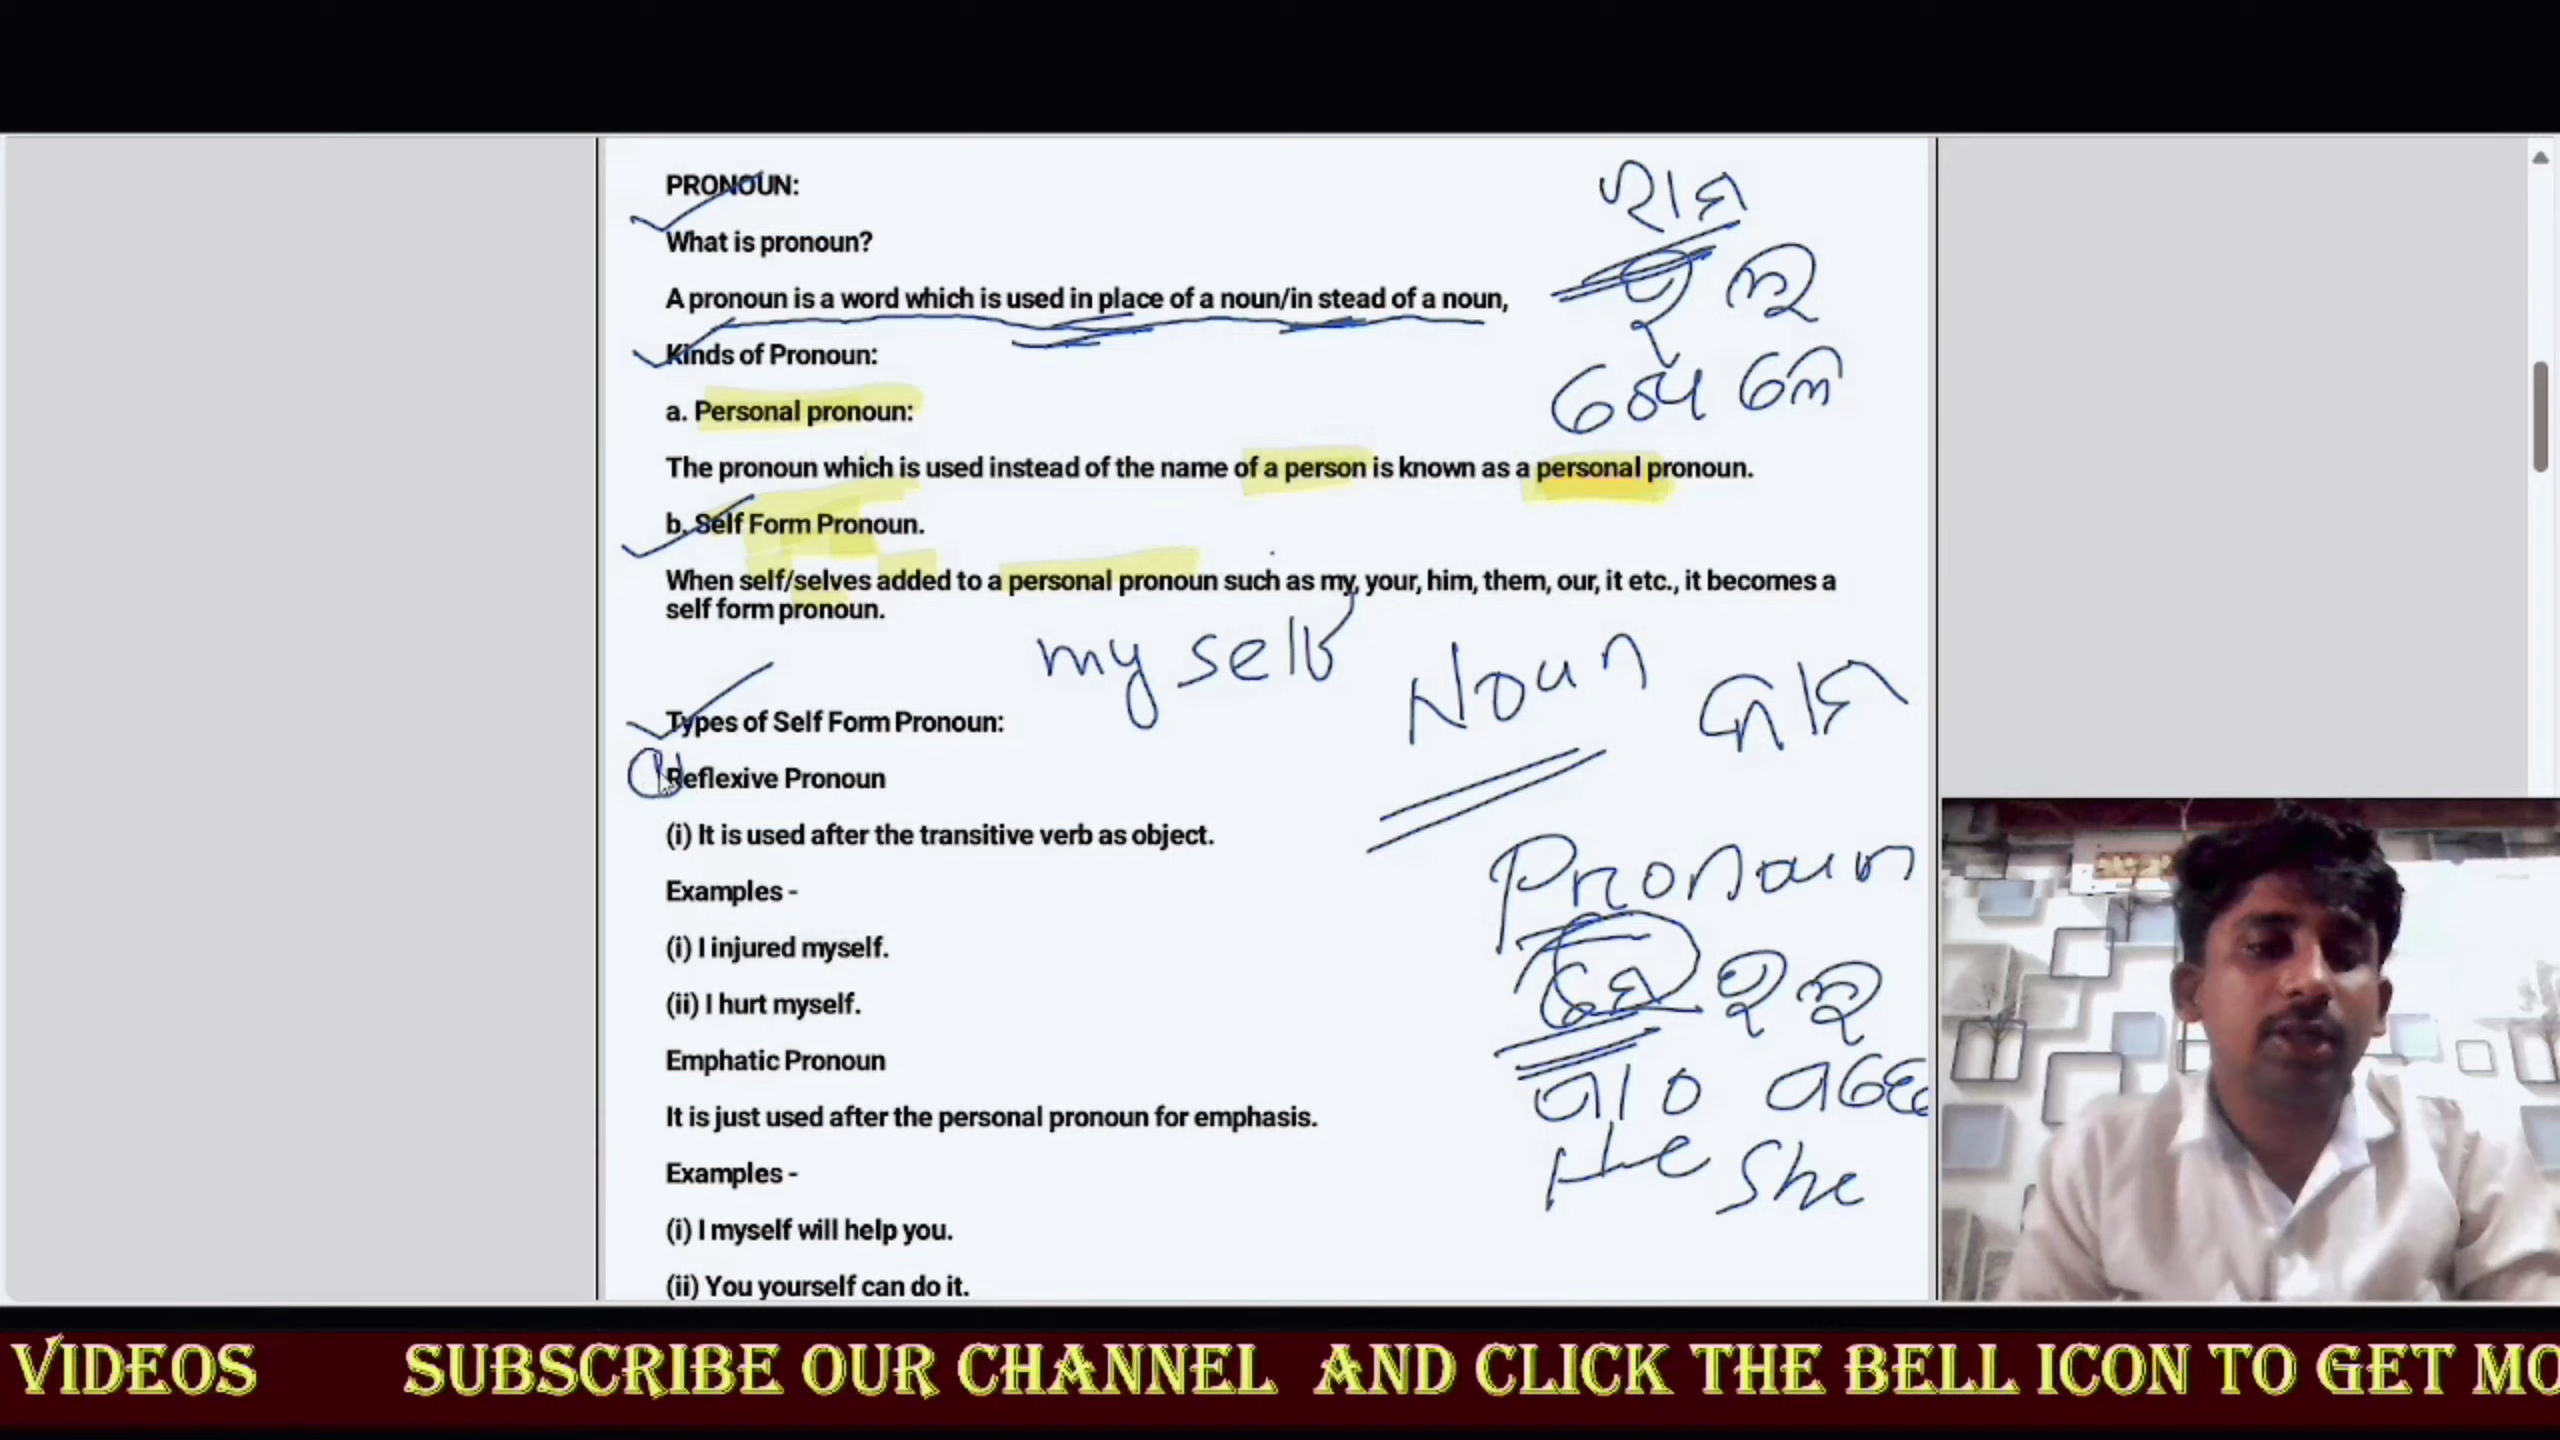 PRONOUN:
What is pronoun?
A pronoun is a word which is used in place of a noun/in stead of a noun,
Kinds of Pronoun:
a. Personal pronoun:
The pronoun which is used instead of the name of a person is known as a personal pronoun.
b. Self Form Pronoun.
When self/selves added to a personal pronoun such as my, your, him, them, our, it etc., it becomes a
self form pronoun.
my self
Noun
Types of Self Form Pronoun:
Reflexive Pronoun
(i) It is used after the transitive verb as object.
Pronoun
Examples -
(i) I injured myself.
(ii) I hurt myself.
Emphatic Pronoun
It is just used after the personal pronoun for emphasis.
He She
Examples -
(i) I myself will help you.
(ii) You yourself can do it.
VIDEOS SUBSCRIBE OUR CHANNEL AND CLICK THE BELL ICON TO GET MO